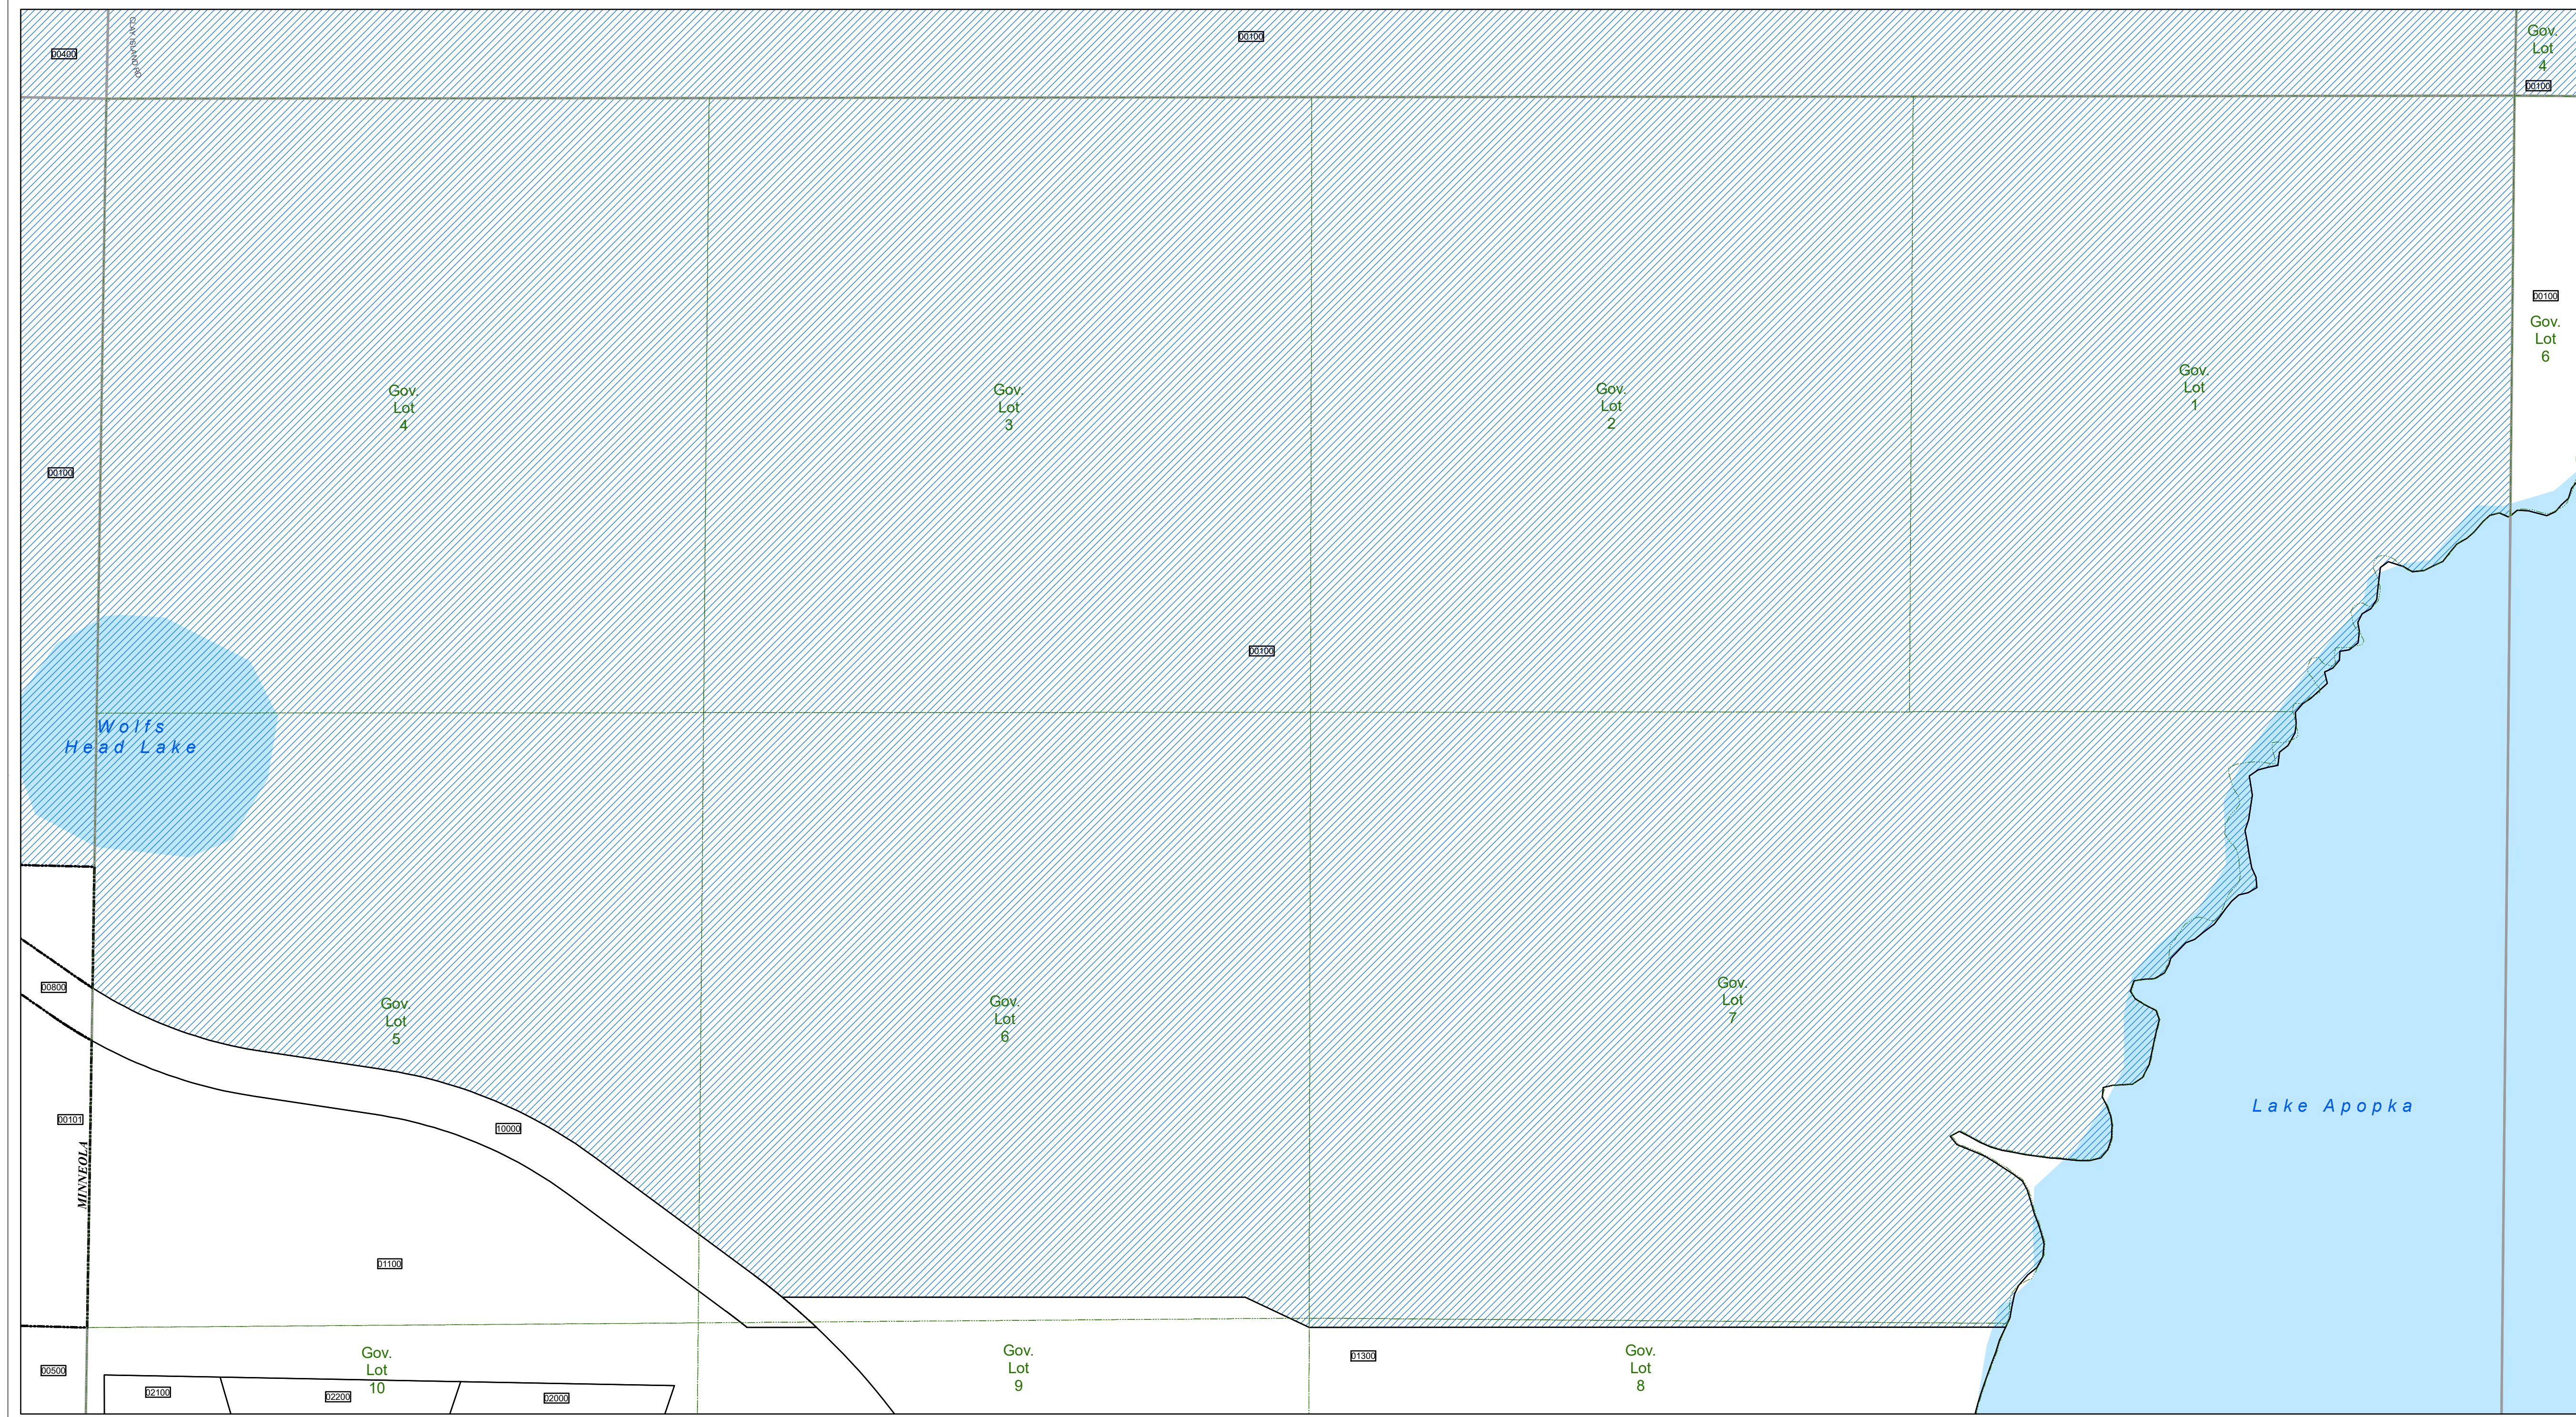 00400
CLAY ISLAND RD
00100
Gov.
Lot
4
00100
00100
Gov.
Lot
6
Gov.
Lot
4
Gov.
Lot
3
Gov.
Lot
2
Gov.
Lot
1
00100
00100
Wolfs
Head Lake
00800
Gov.
Lot
5
Gov.
Lot
6
Gov.
Lot
7
Lake Apopka
00101
10000
MINNEOLA
01100
00500
Gov.
Lot
10
Gov.
Lot
9
01300
Gov.
Lot
8
02100
02200
02000